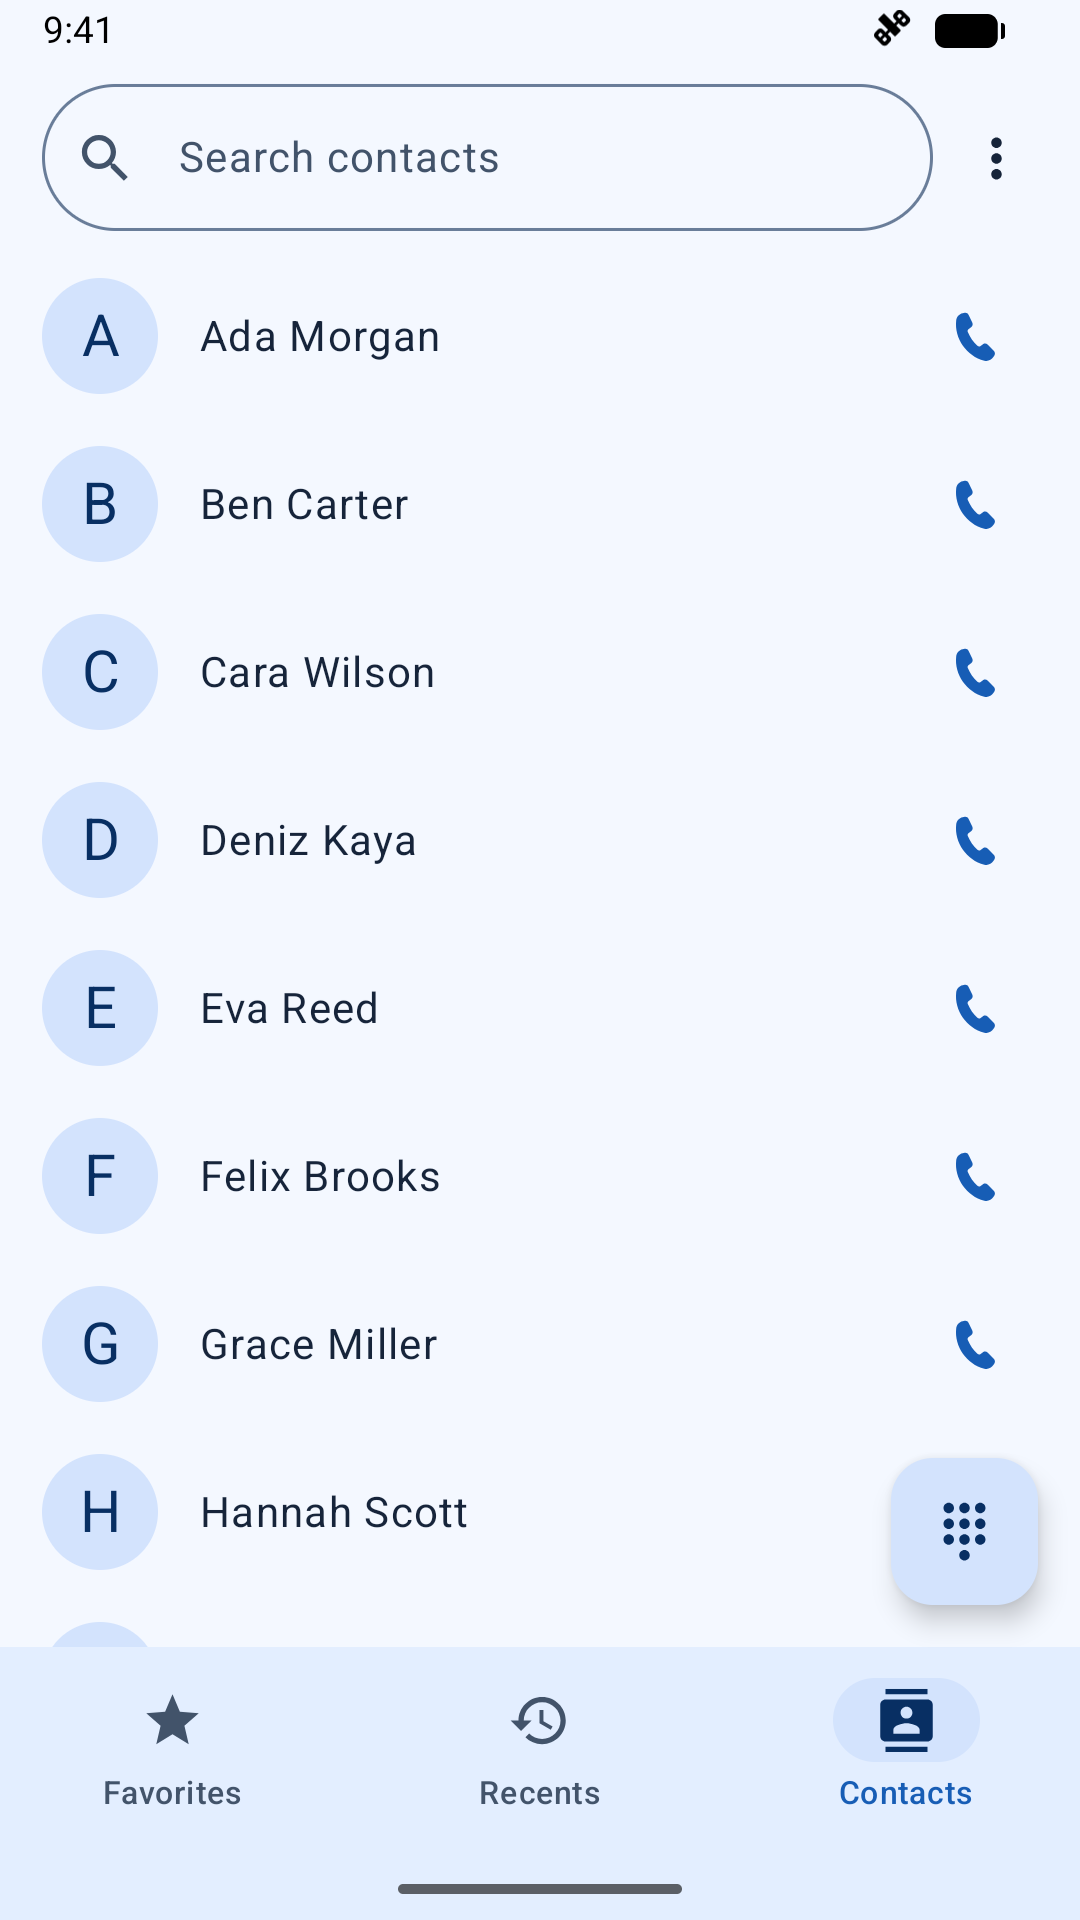 9:41
Search contacts
A
Ada Morgan
B
Ben Carter
C
Cara Wilson
D
Deniz Kaya
E
Eva Reed
F
Felix Brooks
G
Grace Miller
H
Hannah Scott
Favorites
Recents
Contacts